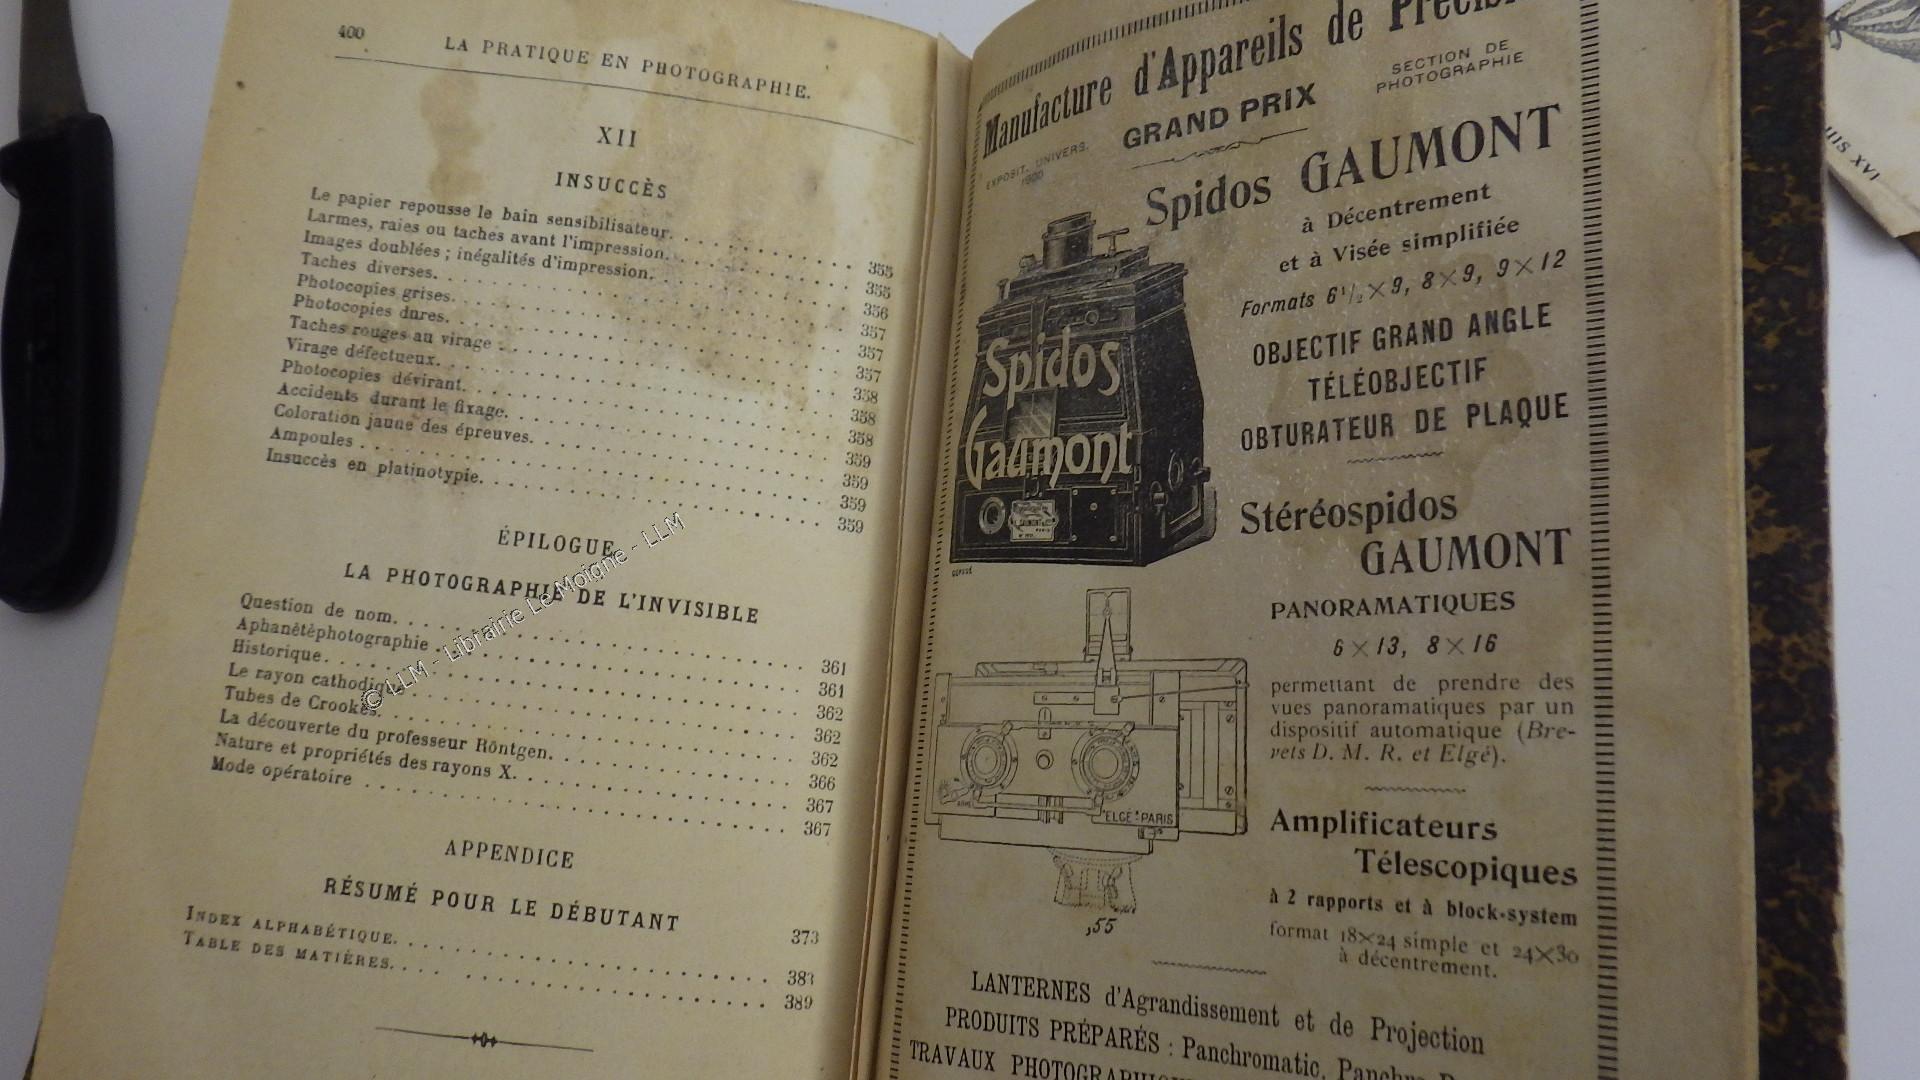 400
LA PRATIQUE EN PHOTOGRAPHIE.
XII
INSUCCÈS
Le papier repousse le bain sensibilisateur. 355
Larmes, raies ou taches avant l'impression. 355
Images doublées ; inégalités d'impression. 356
Taches diverses. 357
Photocopies grises. 357
Photocopies dures. 357
Taches rouges au virage 358
Virage défectueux. 358
Photocopies dévirant. 358
Accidents durant le fixage. 359
Coloration jaune des épreuves. 359
Ampoules 359
Insuccès en platinotypie. 359
ÉPILOGUE
LA PHOTOGRAPHIE DE L'INVISIBLE
Question de nom. 361
Aphanêtèphotographie 361
Historique. 362
Le rayon cathodique 362
Tubes de Crookes. 362
La découverte du professeur Röntgen. 366
Nature et propriétés des rayons X. 367
Mode opératoire 367
APPENDICE
RÉSUMÉ POUR LE DÉBUTANT
373
INDEX ALPHABÉTIQUE. 383
TABLE DES MATIÈRES. 389
© LLM - Librairie Le Moigne - LLM
Manufacture d'Appareils de
EXPOSIT. UNIVERS.
1900
GRAND PRIX
SECTION DE
PHOTOGRAPHIE
Spidos GAUMONT
à Décentrement
et à Visée simplifiée
Formats 6 1/2 × 9, 8×9, 9×12
OBJECTIF GRAND ANGLE
TÉLÉOBJECTIF
OBTURATEUR DE PLAQUE
Spidos
Gaumont
L. GAUMONT
DÉPOSÉ
Stéréospidos
GAUMONT
PANORAMATIQUES
6×13, 8×16
permettant de prendre des
vues panoramatiques par un
dispositif automatique (Bre-
vets D. M. R. et Elgé).
"ELGÉ" PARIS
,55
Amplificateurs
Télescopiques
à 2 rapports et à block-system
format 18×24 simple et 24×30
à décentrement.
LANTERNES d'Agrandissement et de Projection
PRODUITS PRÉPARÉS : Panchromatic,
TRAVAUX
XVI